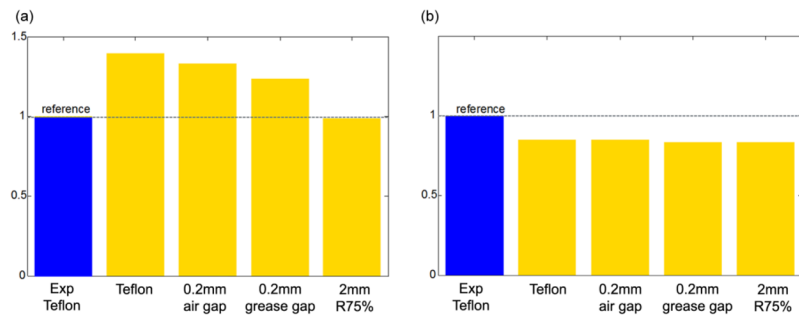 (a)
1.5
reference
1
0.5
0
Exp
Teflon
Teflon
0.2mm
air gap
0.2mm
grease gap
2mm
R75%
(b)
reference
1
0.5
0
Exp
Teflon
Teflon
0.2mm
air gap
0.2mm
grease gap
2mm
R75%